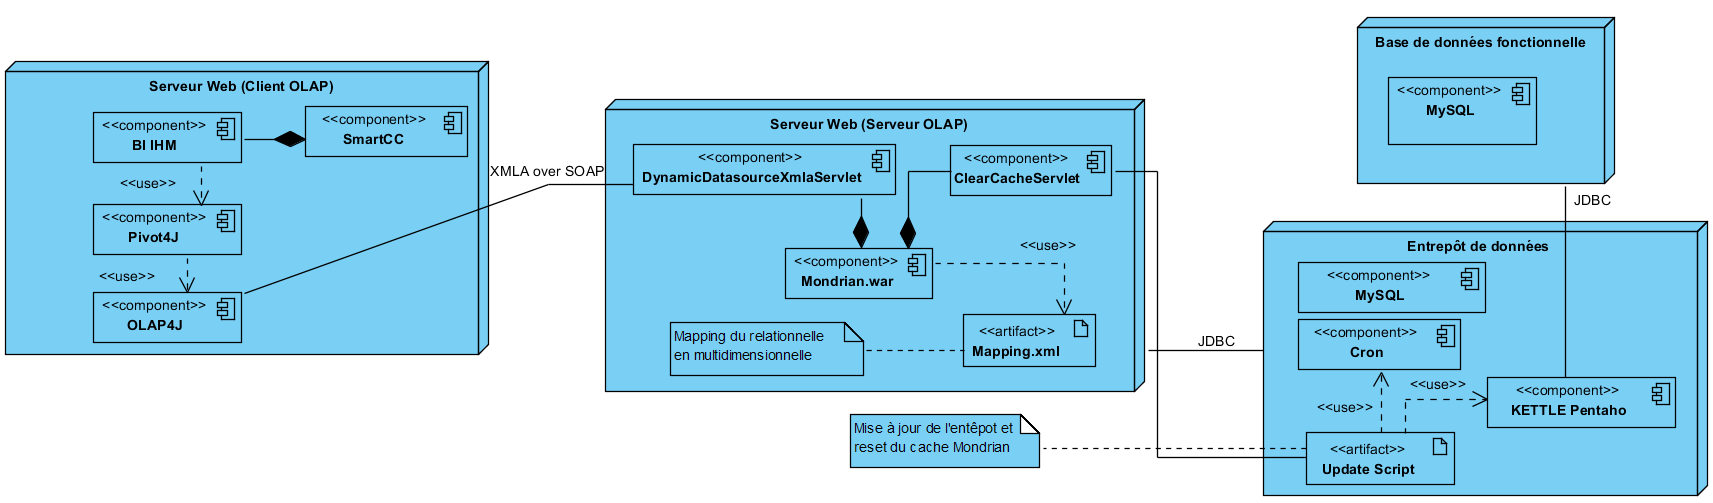 Serveur Web (Client OLAP)
<<component>>
BI IHM
<<component>>
SmartCC
<<use>>
<<component>>
Pivot4J
<<use>>
<<component>>
OLAP4J
XMLA over SOAP
Serveur Web (Serveur OLAP)
<<component>>
DynamicDatasourceXmlaServlet
<<component>>
ClearCacheServlet
<<component>>
Mondrian.war
<<use>>
<<artifact>>
Mapping.xml
Mapping du relationnelle
en multidimensionnelle
JDBC
Base de données fonctionnelle
<<component>>
MySQL
JDBC
Entrepôt de données
<<component>>
MySQL
<<component>>
Cron
<<use>>
<<use>>
<<component>>
KETTLE Pentaho
<<artifact>>
Update Script
Mise à jour de l'entêpot et
reset du cache Mondrian